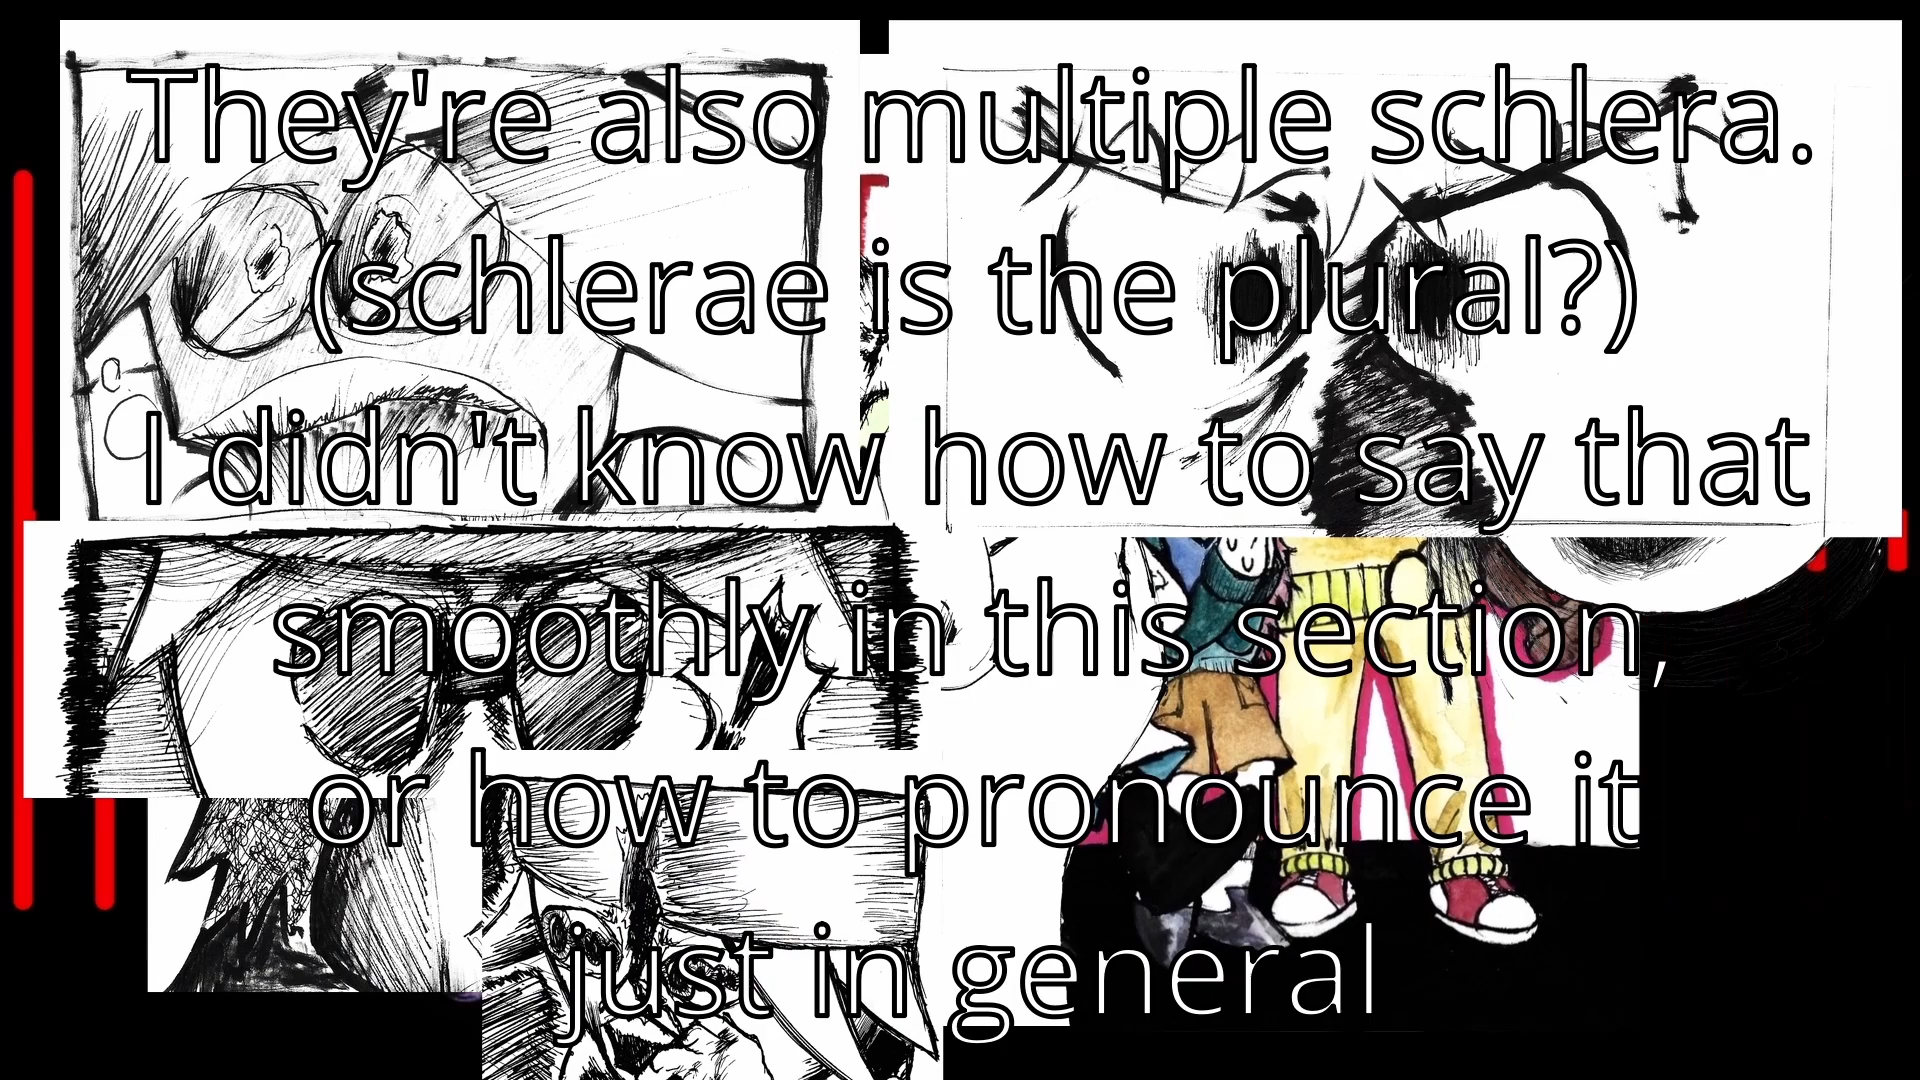 They're also multiple schlera.
(schlerae is the plural?)
I didn't know how to say that
smoothly in this section,
or how to pronounce it
just in general